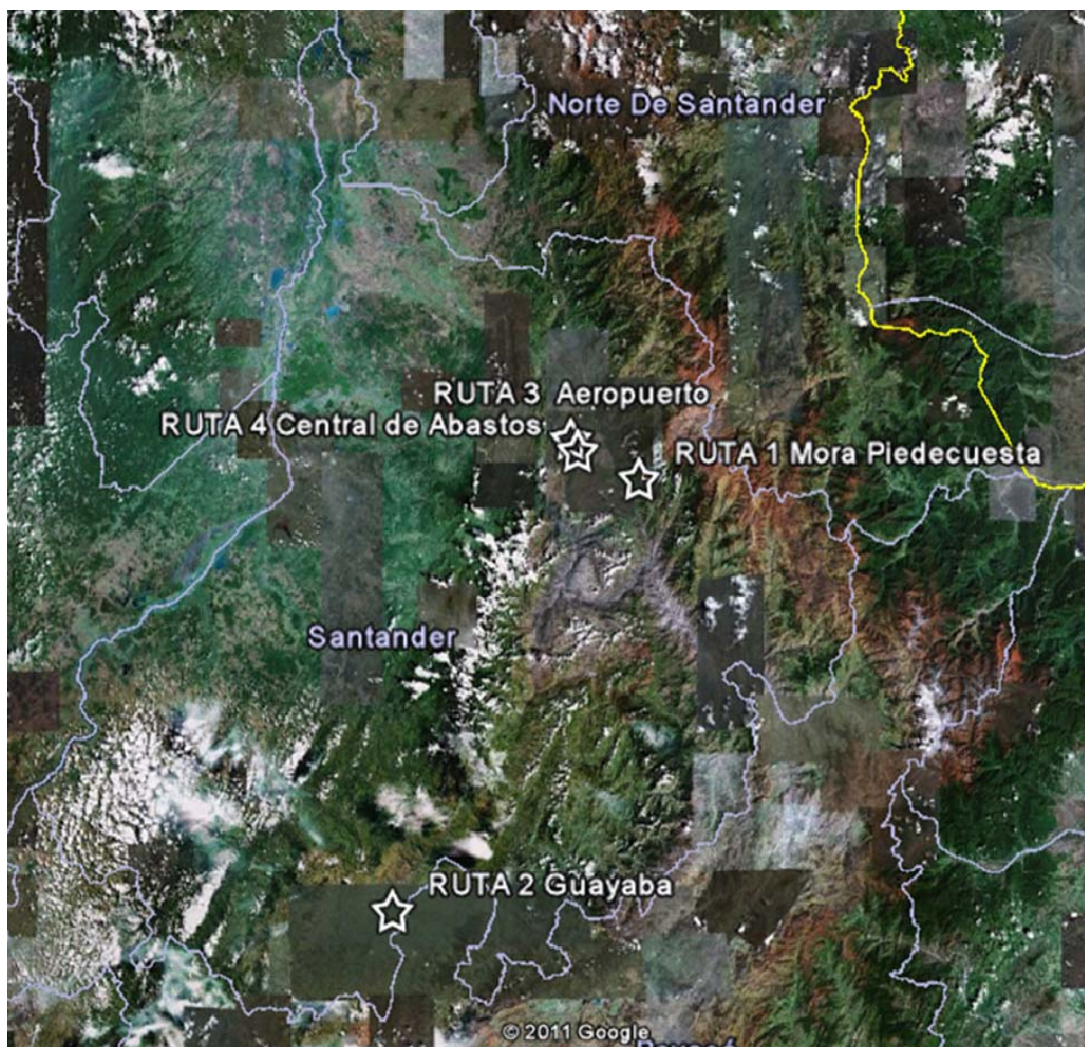 Norte De Santander
RUTA 3 Aeropuerto
RUTA 4 Central de Abastos
RUTA 1 Mora Piedecuesta
Santander
RUTA 2 Guayaba
© 2011 Google